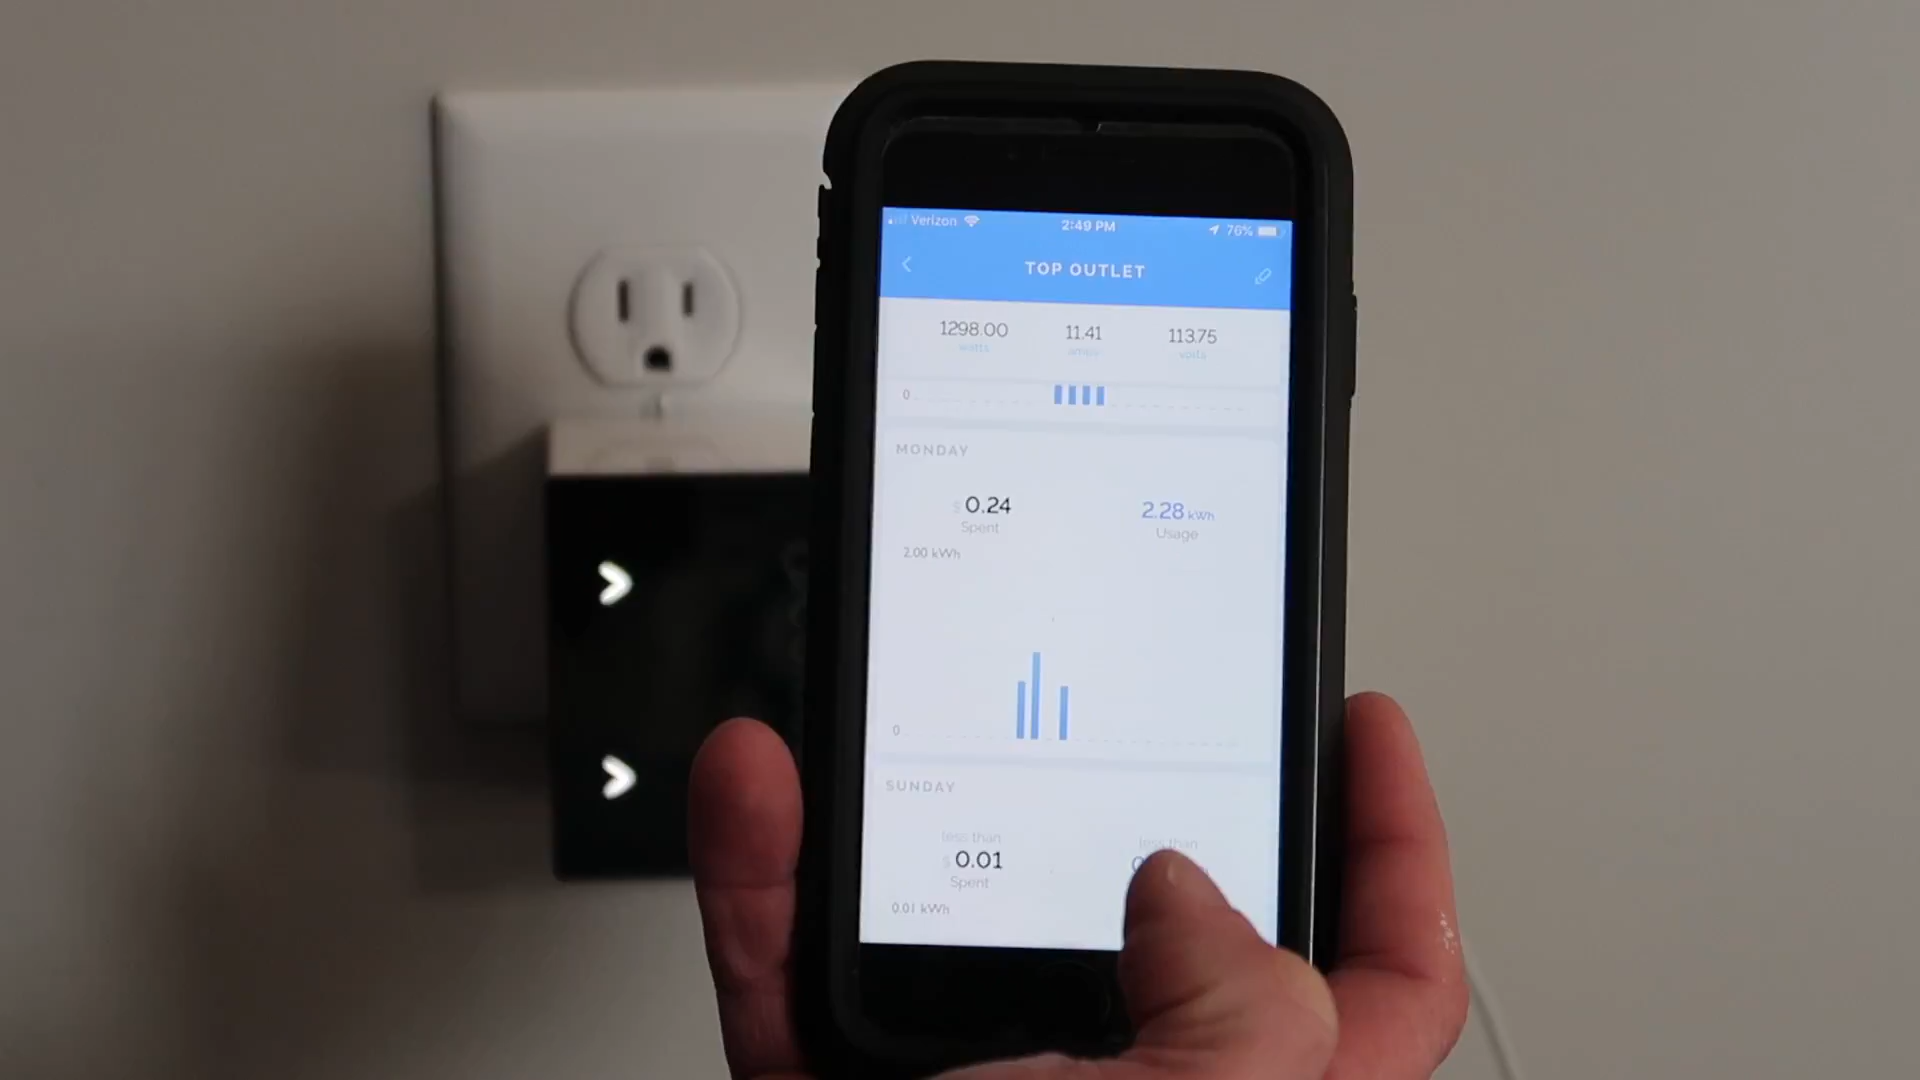 Verizon 2:49 PM 76%
TOP OUTLET
1298.00 11.41 113.75
watts amps volts
0
MONDAY
$ 0.24 2.28 kWh
Spent Usage
2.00 kWh
0
SUNDAY
less than less than
$ 0.01
Spent
0.01 kWh